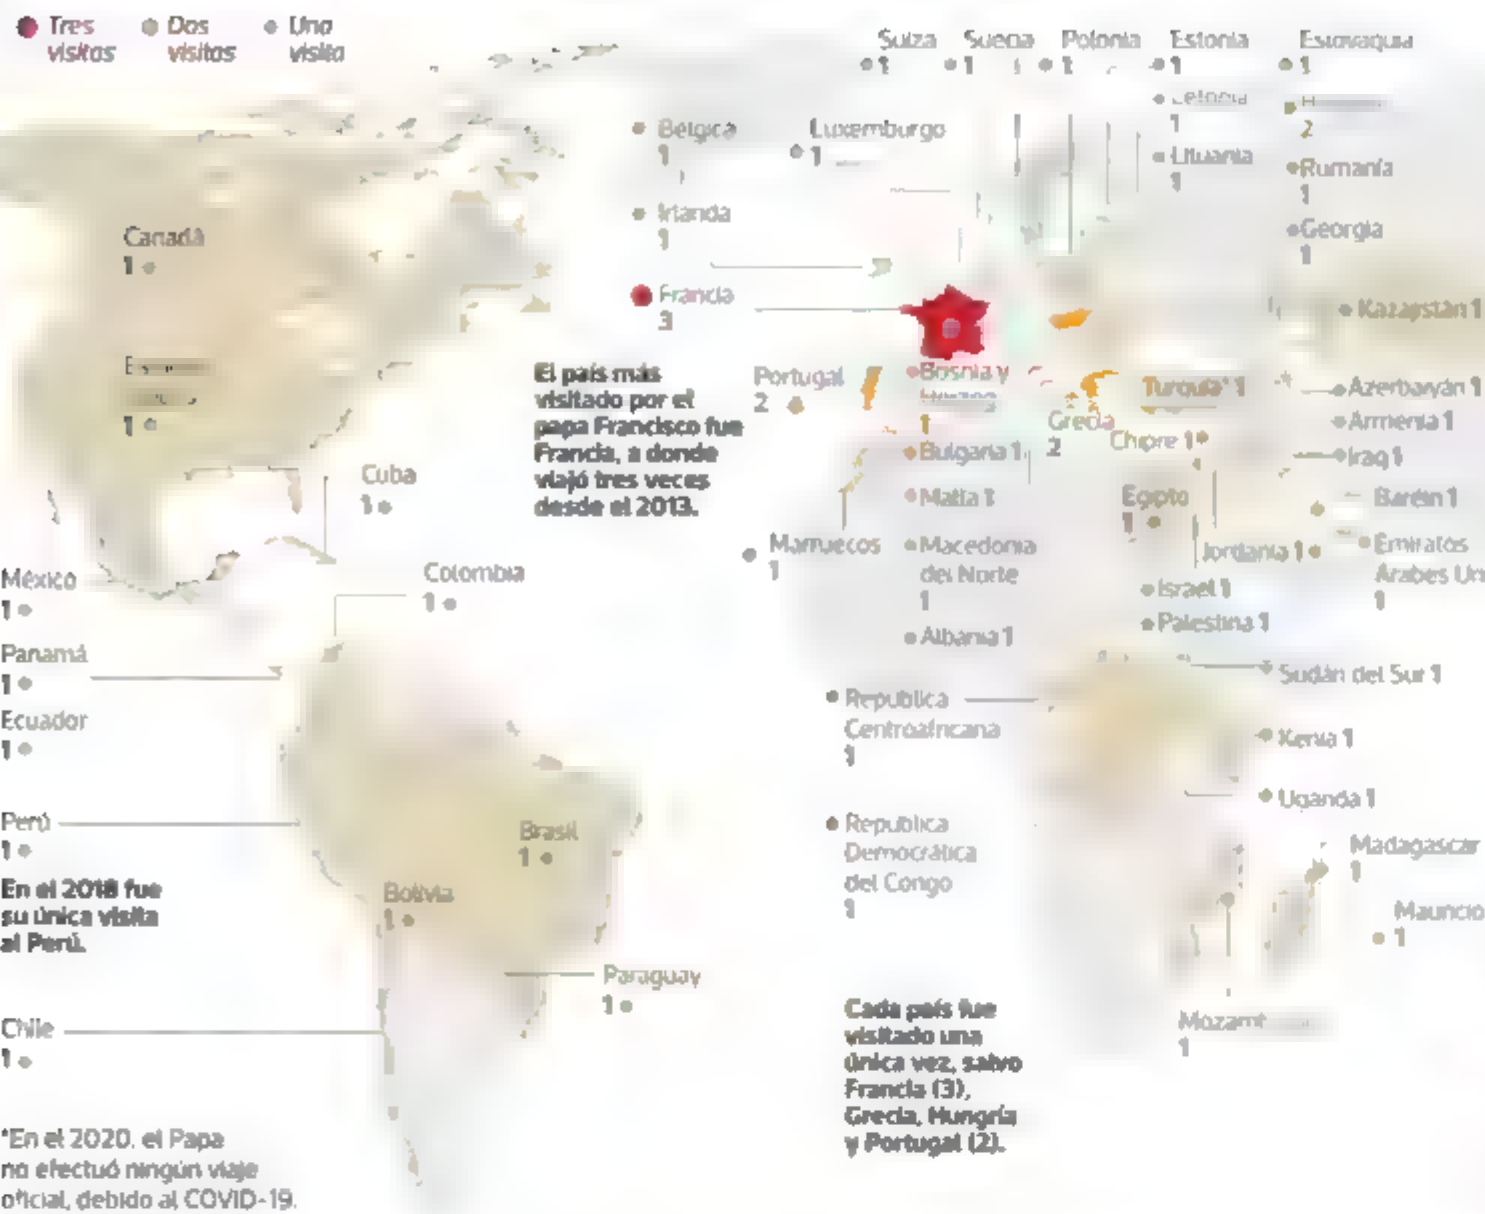 Tres
visitas
Dos
visitas
Una
visita
Canadá
1
1
Cuba
1
México
1
Colombia
1
Panamá
1
Ecuador
1
Perú
1
En el 2018 fue
su única visita
al Perú.
Brasil
1
Bolivia
1
Paraguay
1
Chile
1
*En el 2020, el Papa
no efectuó ningún viaje
oficial, debido al COVID-19.
Bélgica
1
Irlanda
1
Francia
3
El país más
visitado por el
papa Francisco fue
Francia, a donde
viajó tres veces
desde el 2013.
Luxemburgo
1
Suiza
1
Suecia
1
Polonia
1
Estonia
1
Letonia
1
Lituania
1
Eslovaquia
1
2
Rumanía
1
Georgia
1
Kazajstán 1
Azerbaiyán 1
Armenia 1
Iraq 1
Baréin 1
Emiratos
Árabes
1
Portugal
2
Bosnia y
1
Bulgaria 1
Malta 1
Macedonia
del Norte
1
Albania 1
Grecia
2
Turquía* 1
Chipre 1
Egipto
1
Jordania 1
Israel 1
Palestina 1
Marruecos
1
Sudán del Sur 1
República
Centroafricana
1
Kenia 1
Uganda 1
República
Democrática
del Congo
1
Madagascar
1
Mauricio
1
1
Cada país fue
visitado una
única vez, salvo
Francia (3),
Grecia, Hungría
y Portugal (2).